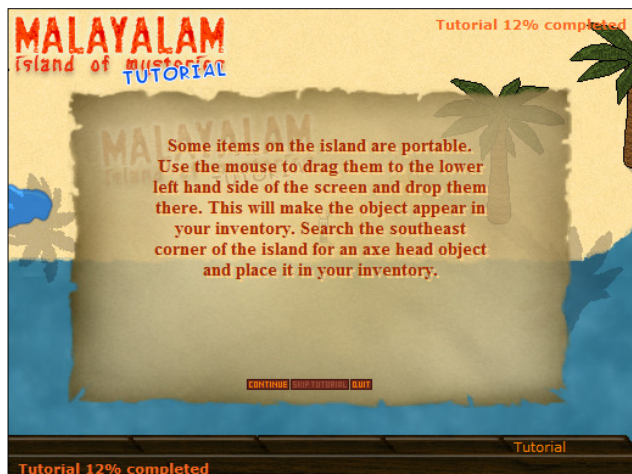 MALAYALAM
island of mysteries
TUTORIAL
Tutorial 12% completed
Some items on the island are portable.
Use the mouse to drag them to the lower
left hand side of the screen and drop them
there. This will make the object appear in
your inventory. Search the southeast
corner of the island for an axe head object
and place it in your inventory.
CONTINUE SKIP TUTORIAL QUIT
Tutorial
Tutorial 12% completed